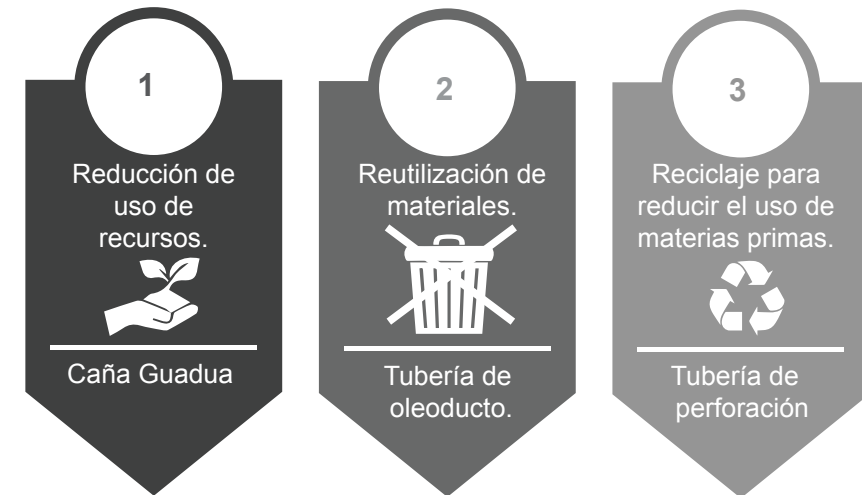 1
Reducción de
uso de
recursos.
Caña Guadua
2
Reutilización de
materiales.
Tubería de
oleoducto.
3
Reciclaje para
reducir el uso de
materias primas.
Tubería de
perforación